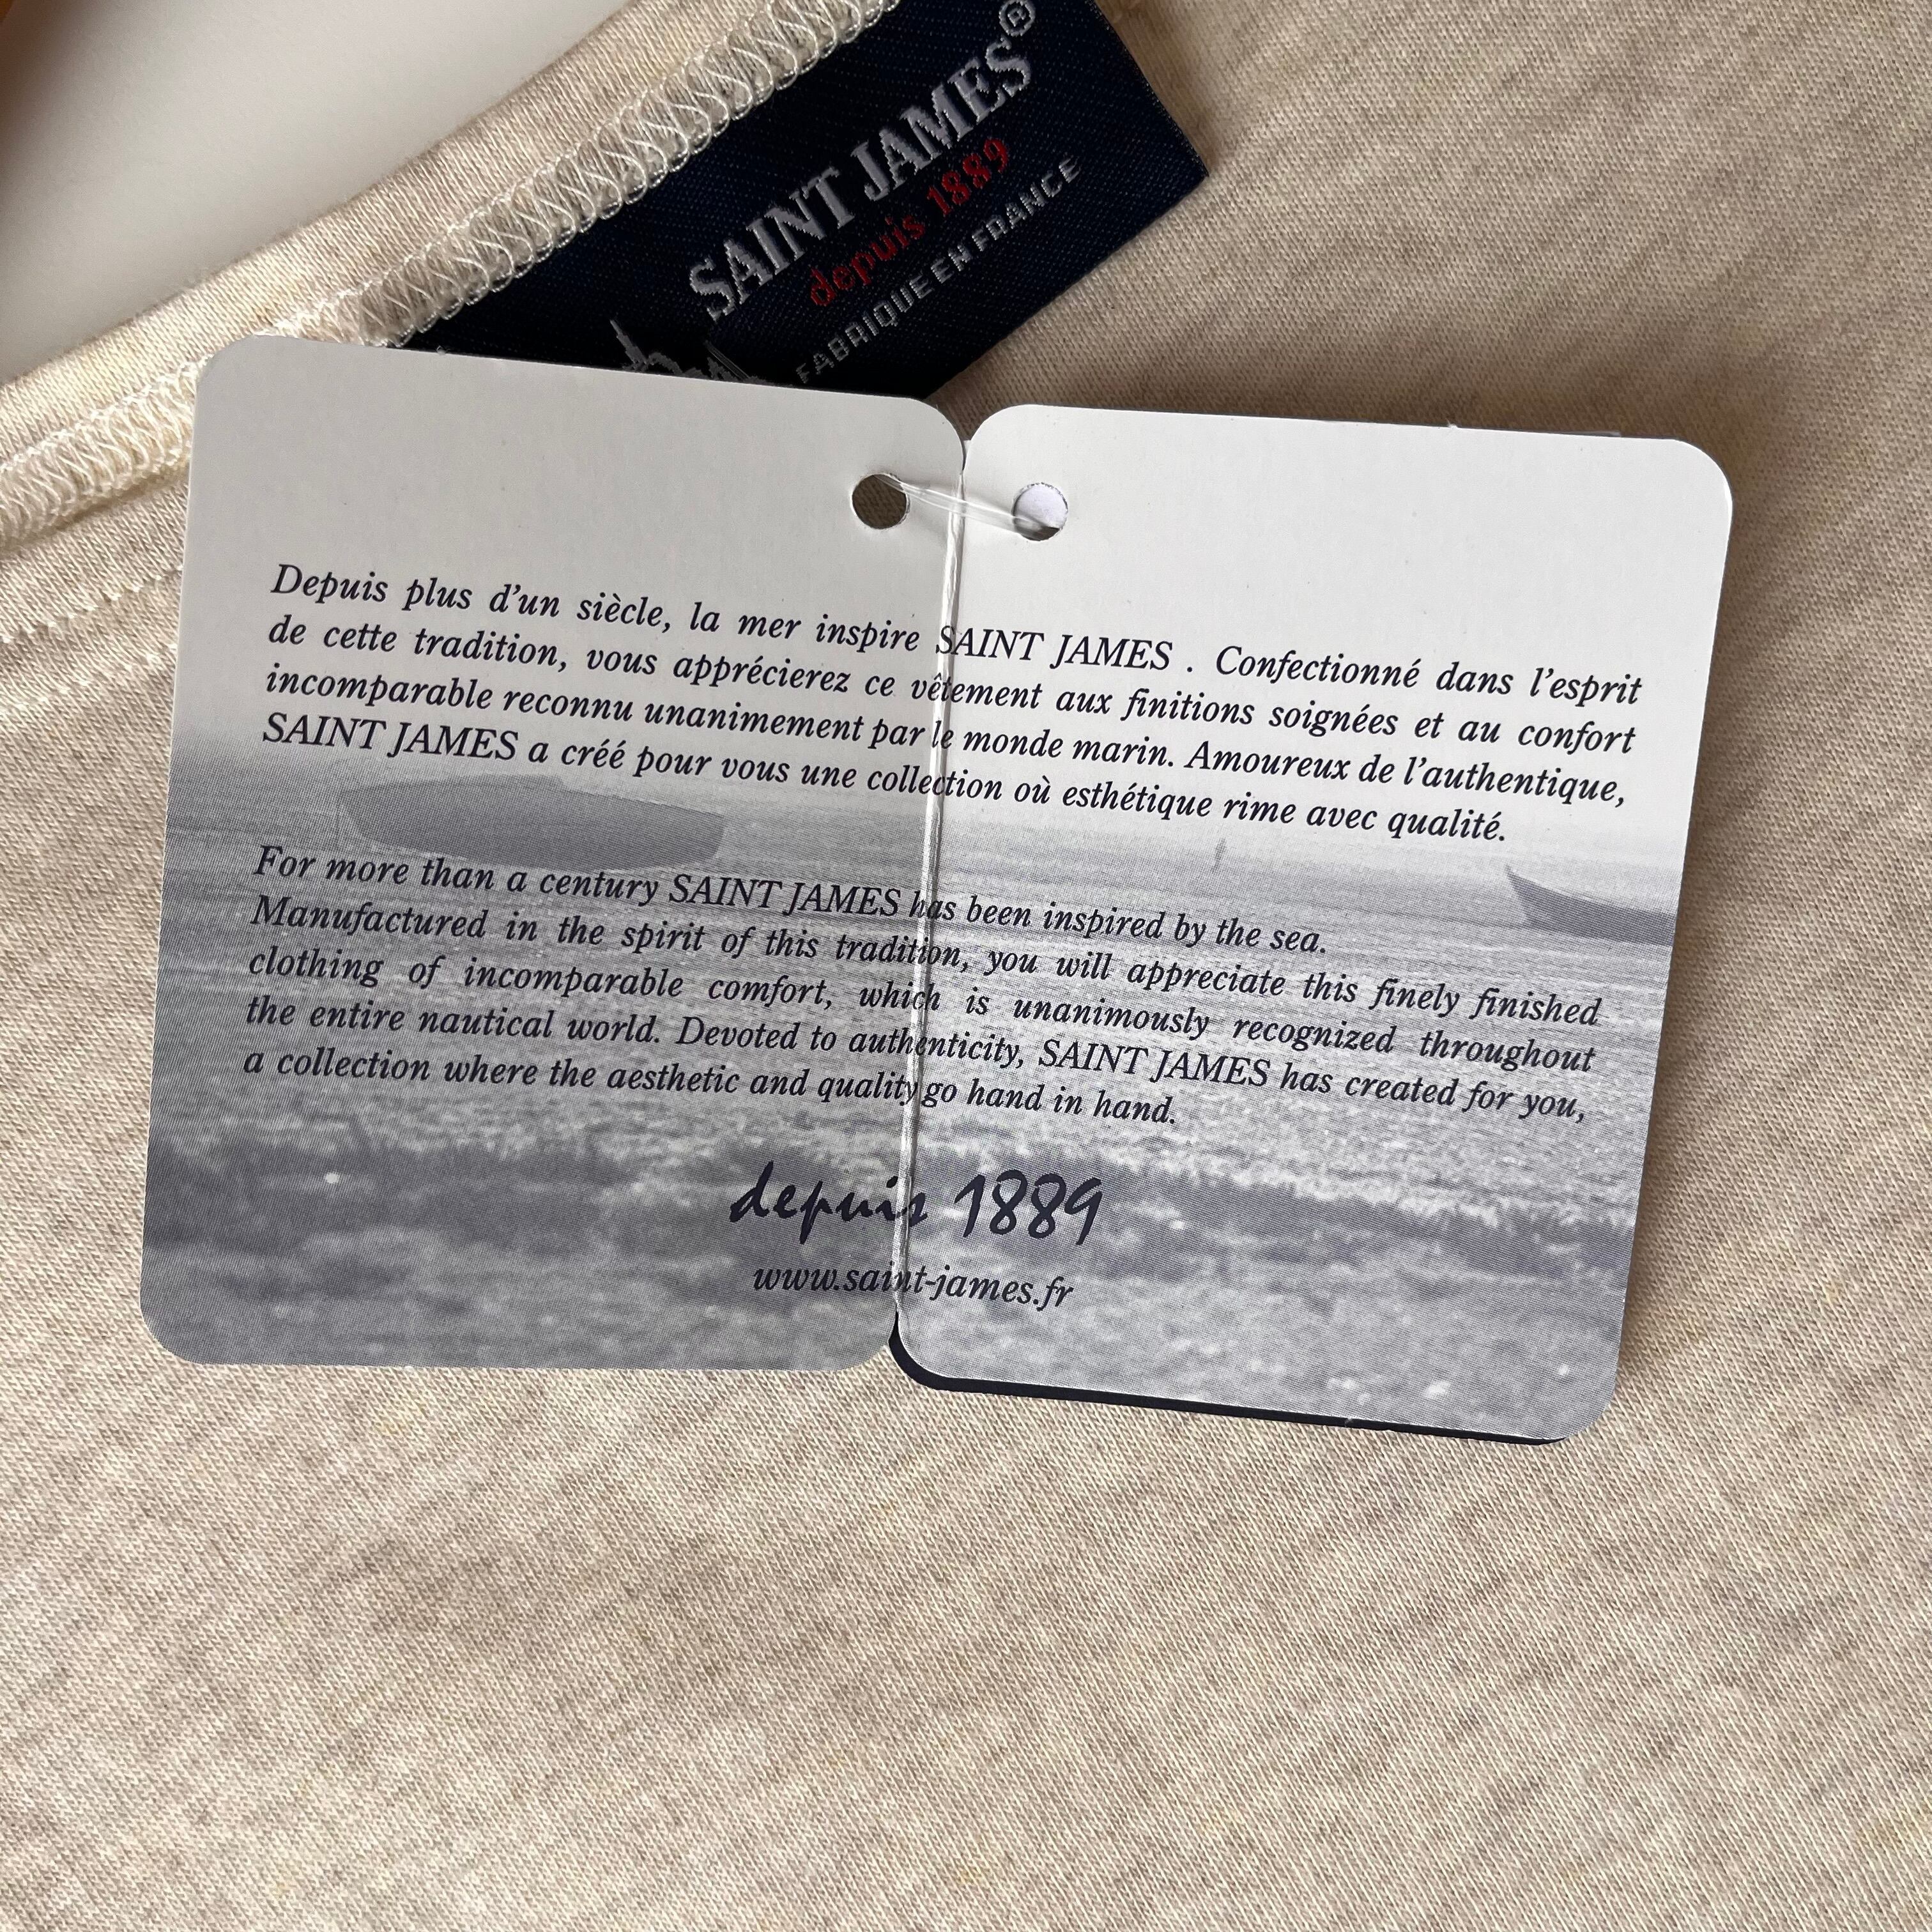 SAINT JAMES®
depuis 1889
FABRIQUE EN FRANCE
Depuis plus d'un siècle, la mer inspire SAINT JAMES . Confectionné dans l'esprit
de cette tradition, vous apprécierez ce vêtement aux finitions soignées et au confort
incomparable reconnu unanimement par le monde marin. Amoureux de l'authentique,
SAINT JAMES a créé pour vous une collection où esthétique rime avec qualité.
For more than a century SAINT JAMES has been inspired by the sea.
Manufactured in the spirit of this tradition, you will appreciate this finely finished
clothing of incomparable comfort, which is unanimously recognized throughout
the entire nautical world. Devoted to authenticity, SAINT JAMES has created for you,
a collection where the aesthetic and quality go hand in hand.
depuis 1889
www.saint-james.fr